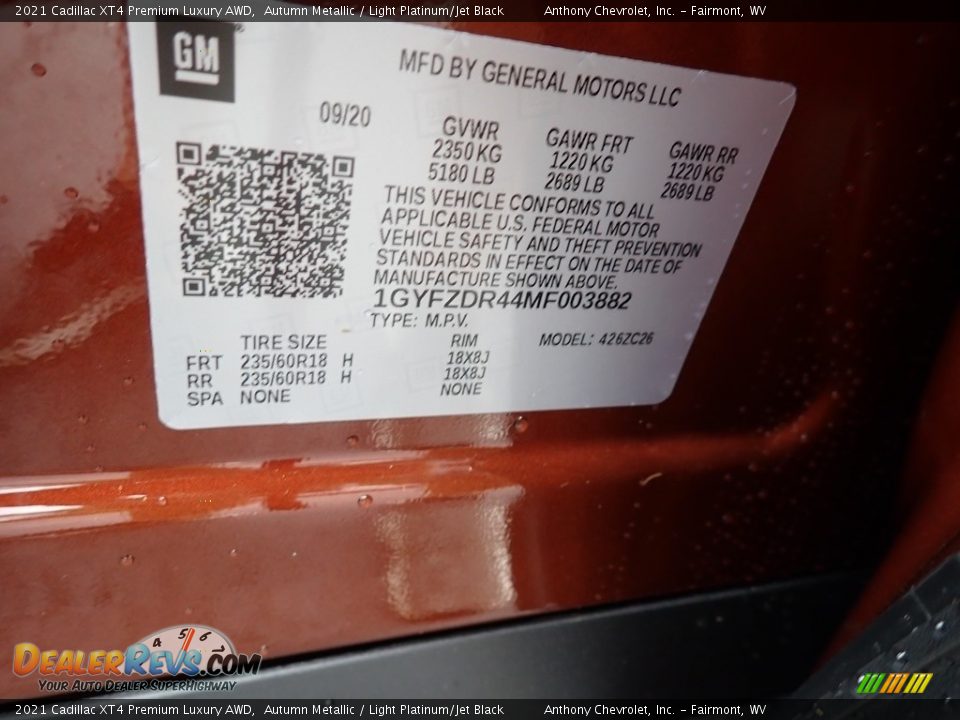 2021 Cadillac XT4 Premium Luxury AWD, Autumn Metallic / Light Platinum/Jet Black Anthony Chevrolet, Inc. - Fairmont, WV
GM
MFD BY GENERAL MOTORS LLC
09/20
GVWR GAWR FRT GAWR RR
2350 KG 1220 KG 1220 KG
5180 LB 2689 LB 2689 LB
THIS VEHICLE CONFORMS TO ALL
APPLICABLE U.S. FEDERAL MOTOR
VEHICLE SAFETY AND THEFT PREVENTION
STANDARDS IN EFFECT ON THE DATE OF
MANUFACTURE SHOWN ABOVE.
1GYFZDR44MF003882
TYPE: M.P.V. MODEL: 426ZC26
TIRE SIZE RIM
FRT 235/60R18 H 18X8J
RR 235/60R18 H 18X8J
SPA NONE NONE
4 5 6
DEALERREVS.COM
YOUR AUTO DEALER SUPERHIGHWAY
2021 Cadillac XT4 Premium Luxury AWD, Autumn Metallic / Light Platinum/Jet Black Anthony Chevrolet, Inc. - Fairmont, WV